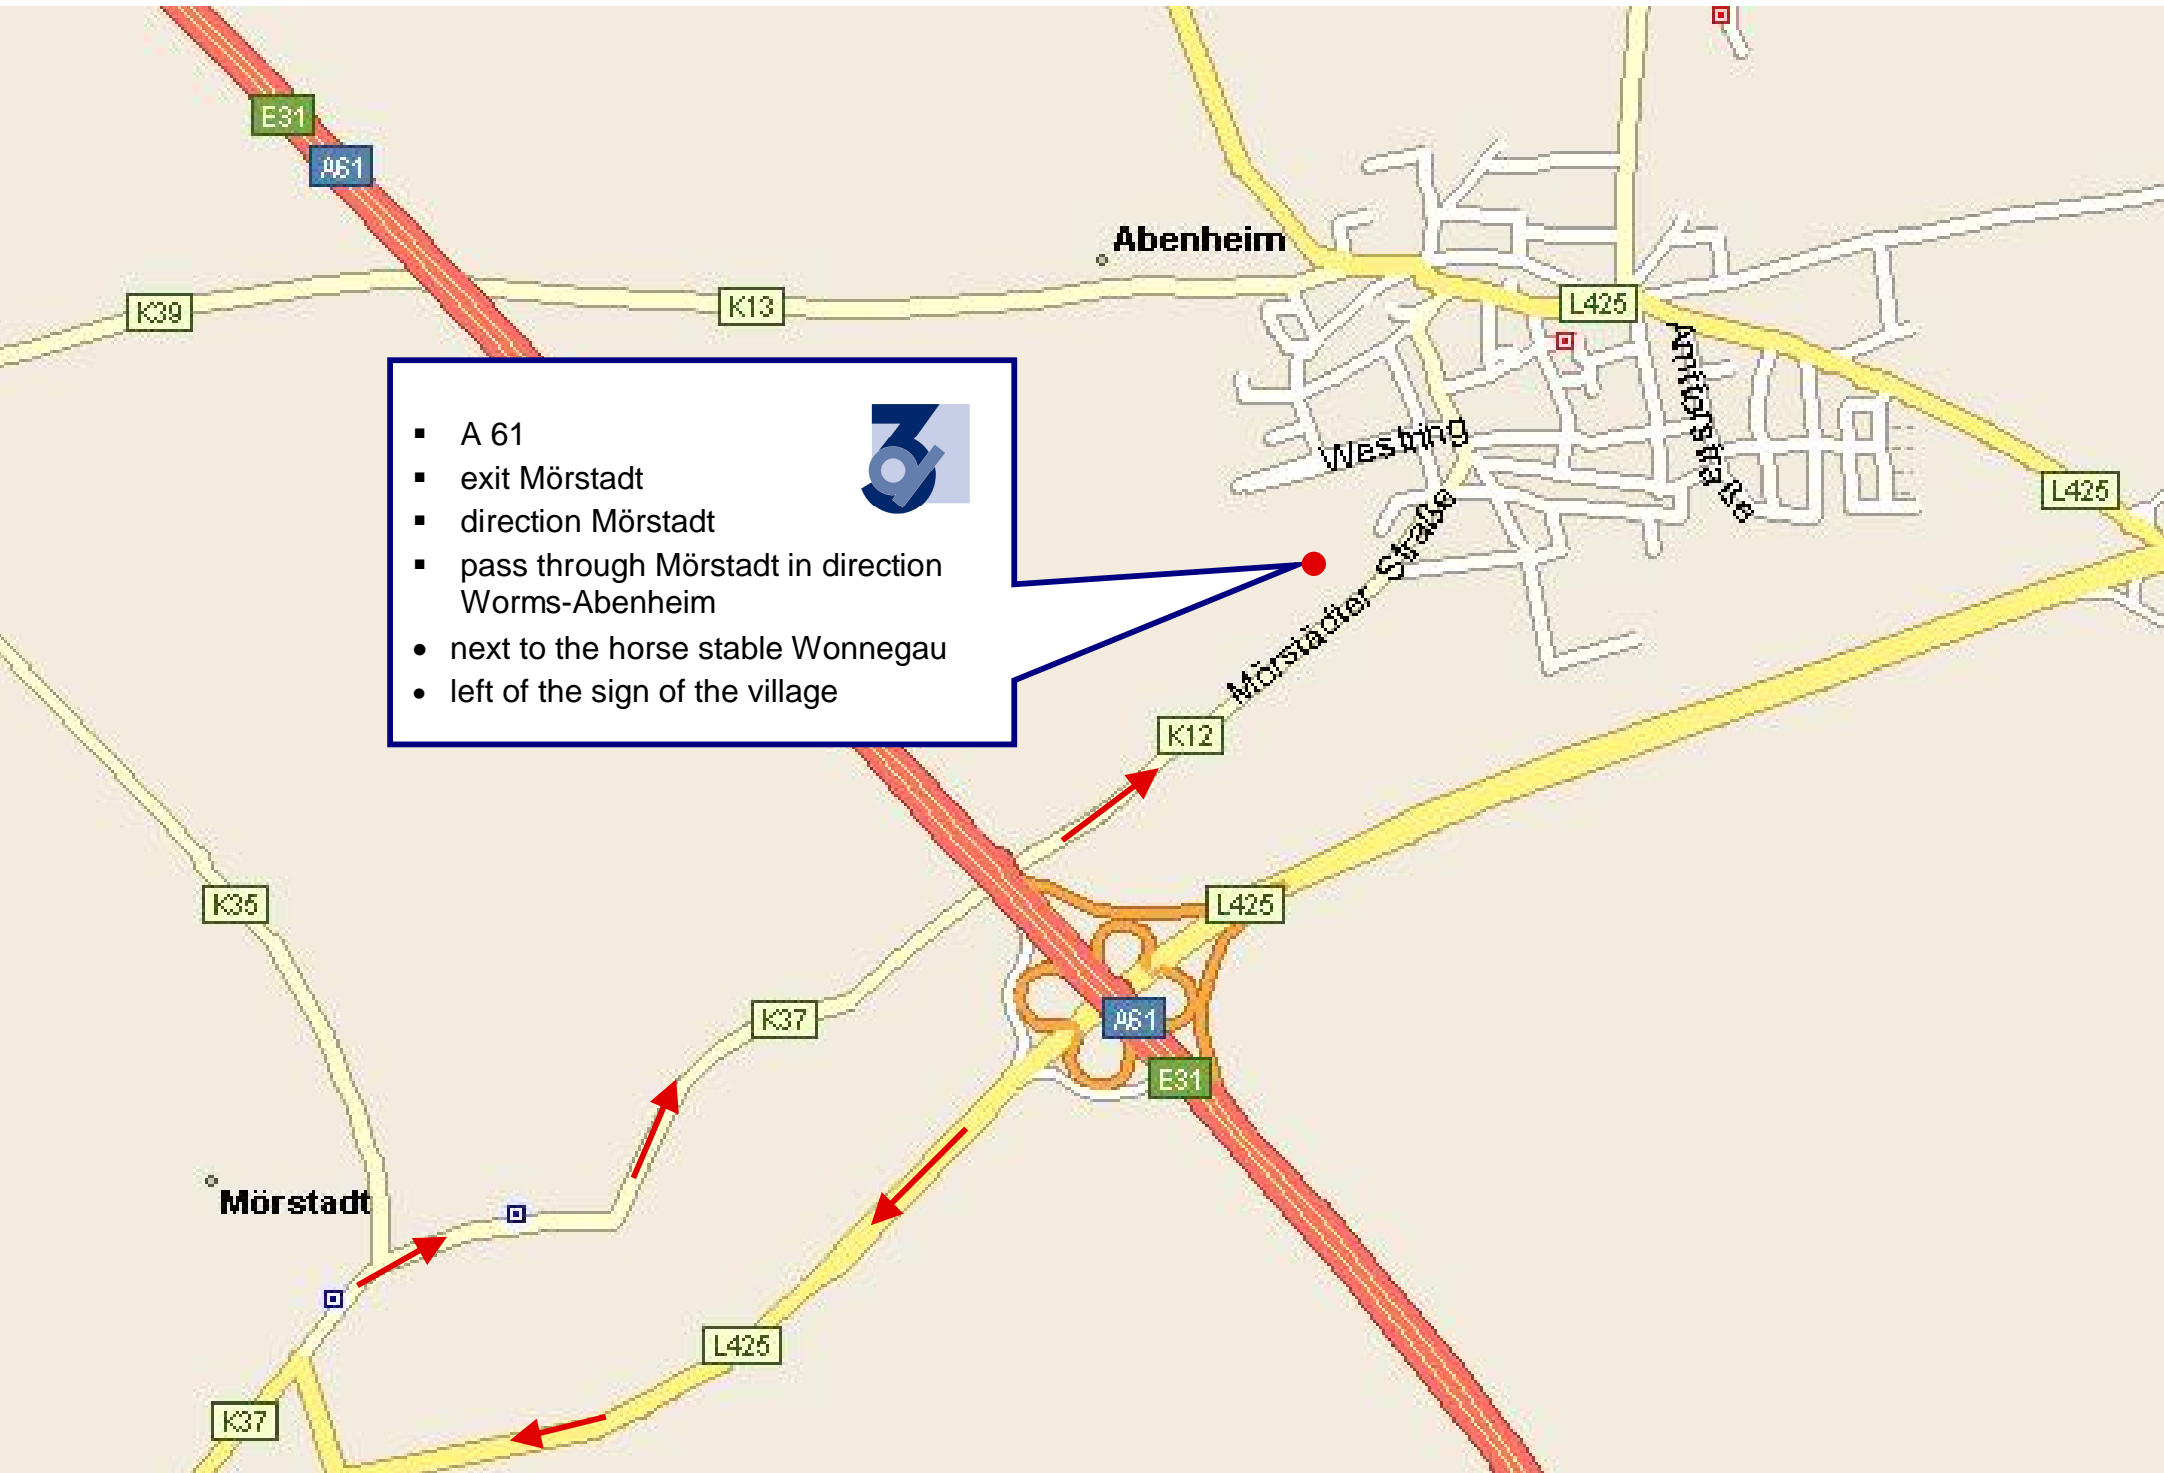 E31
A61
Abenheim
K39
K13
L425
Amtgasstraße
▪ A 61
▪ exit Mörstadt
▪ direction Mörstadt
▪ pass through Mörstadt in direction
Worms-Abenheim
• next to the horse stable Wonnegau
• left of the sign of the village
3d
Westring
L425
Mörstädter Straße
K12
K35
L425
K37
A61
E31
Mörstadt
L425
K37